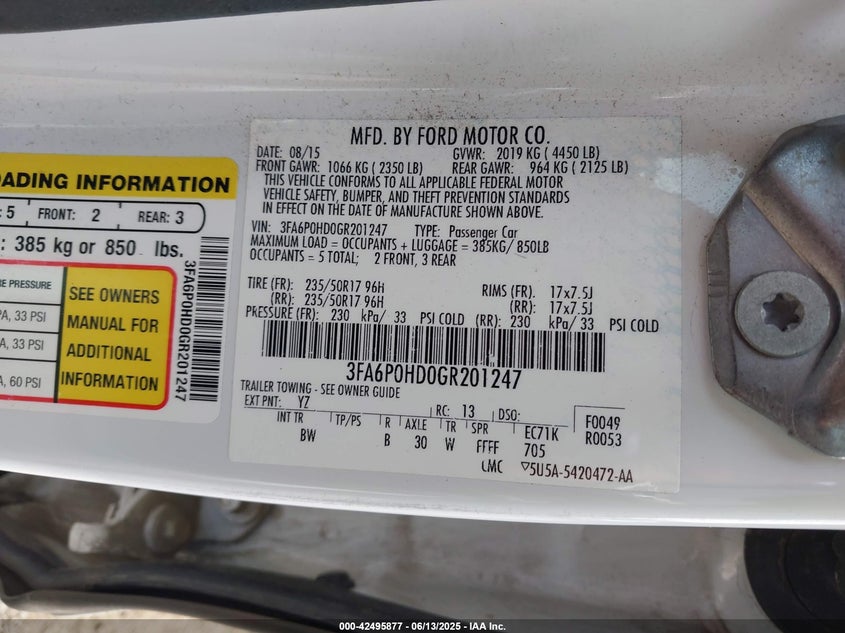 OADING INFORMATION
: 5 FRONT: 2 REAR: 3
: 385 kg or 850 lbs.
RE PRESSURE
PA, 33 PSI
A, 33 PSI
A, 60 PSI
SEE OWNERS
MANUAL FOR
ADDITIONAL
INFORMATION
3FA6P0HD0GR201247
MFD. BY FORD MOTOR CO.
DATE: 08/15 GVWR: 2019 KG ( 4450 LB)
FRONT GAWR: 1066 KG ( 2350 LB) REAR GAWR: 964 KG ( 2125 LB)
THIS VEHICLE CONFORMS TO ALL APPLICABLE FEDERAL MOTOR
VEHICLE SAFETY, BUMPER, AND THEFT PREVENTION STANDARDS
IN EFFECT ON THE DATE OF MANUFACTURE SHOWN ABOVE.
VIN: 3FA6P0HD0GR201247 TYPE: Passenger Car
MAXIMUM LOAD = OCCUPANTS + LUGGAGE = 385KG/ 850LB
OCCUPANTS = 5 TOTAL; 2 FRONT, 3 REAR
TIRE (FR): 235/50R17 96H RIMS (FR). 17x7.5J
(RR): 235/50R17 96H (RR): 17x7.5J
PRESSURE (FR): 230 kPa/ 33 PSI COLD (RR): 230 kPa/ 33 PSI COLD
3FA6P0HD0GR201247
TRAILER TOWING - SEE OWNER GUIDE
EXT PNT: YZ RC: 13 DSO: F0049
INT TR TP/PS R AXLE TR SPR EC71K R0053
BW B 30 W FFFF 705
LMC 5U5A-5420472-AA
000-42495877 - 06/13/2025 - IAA Inc.